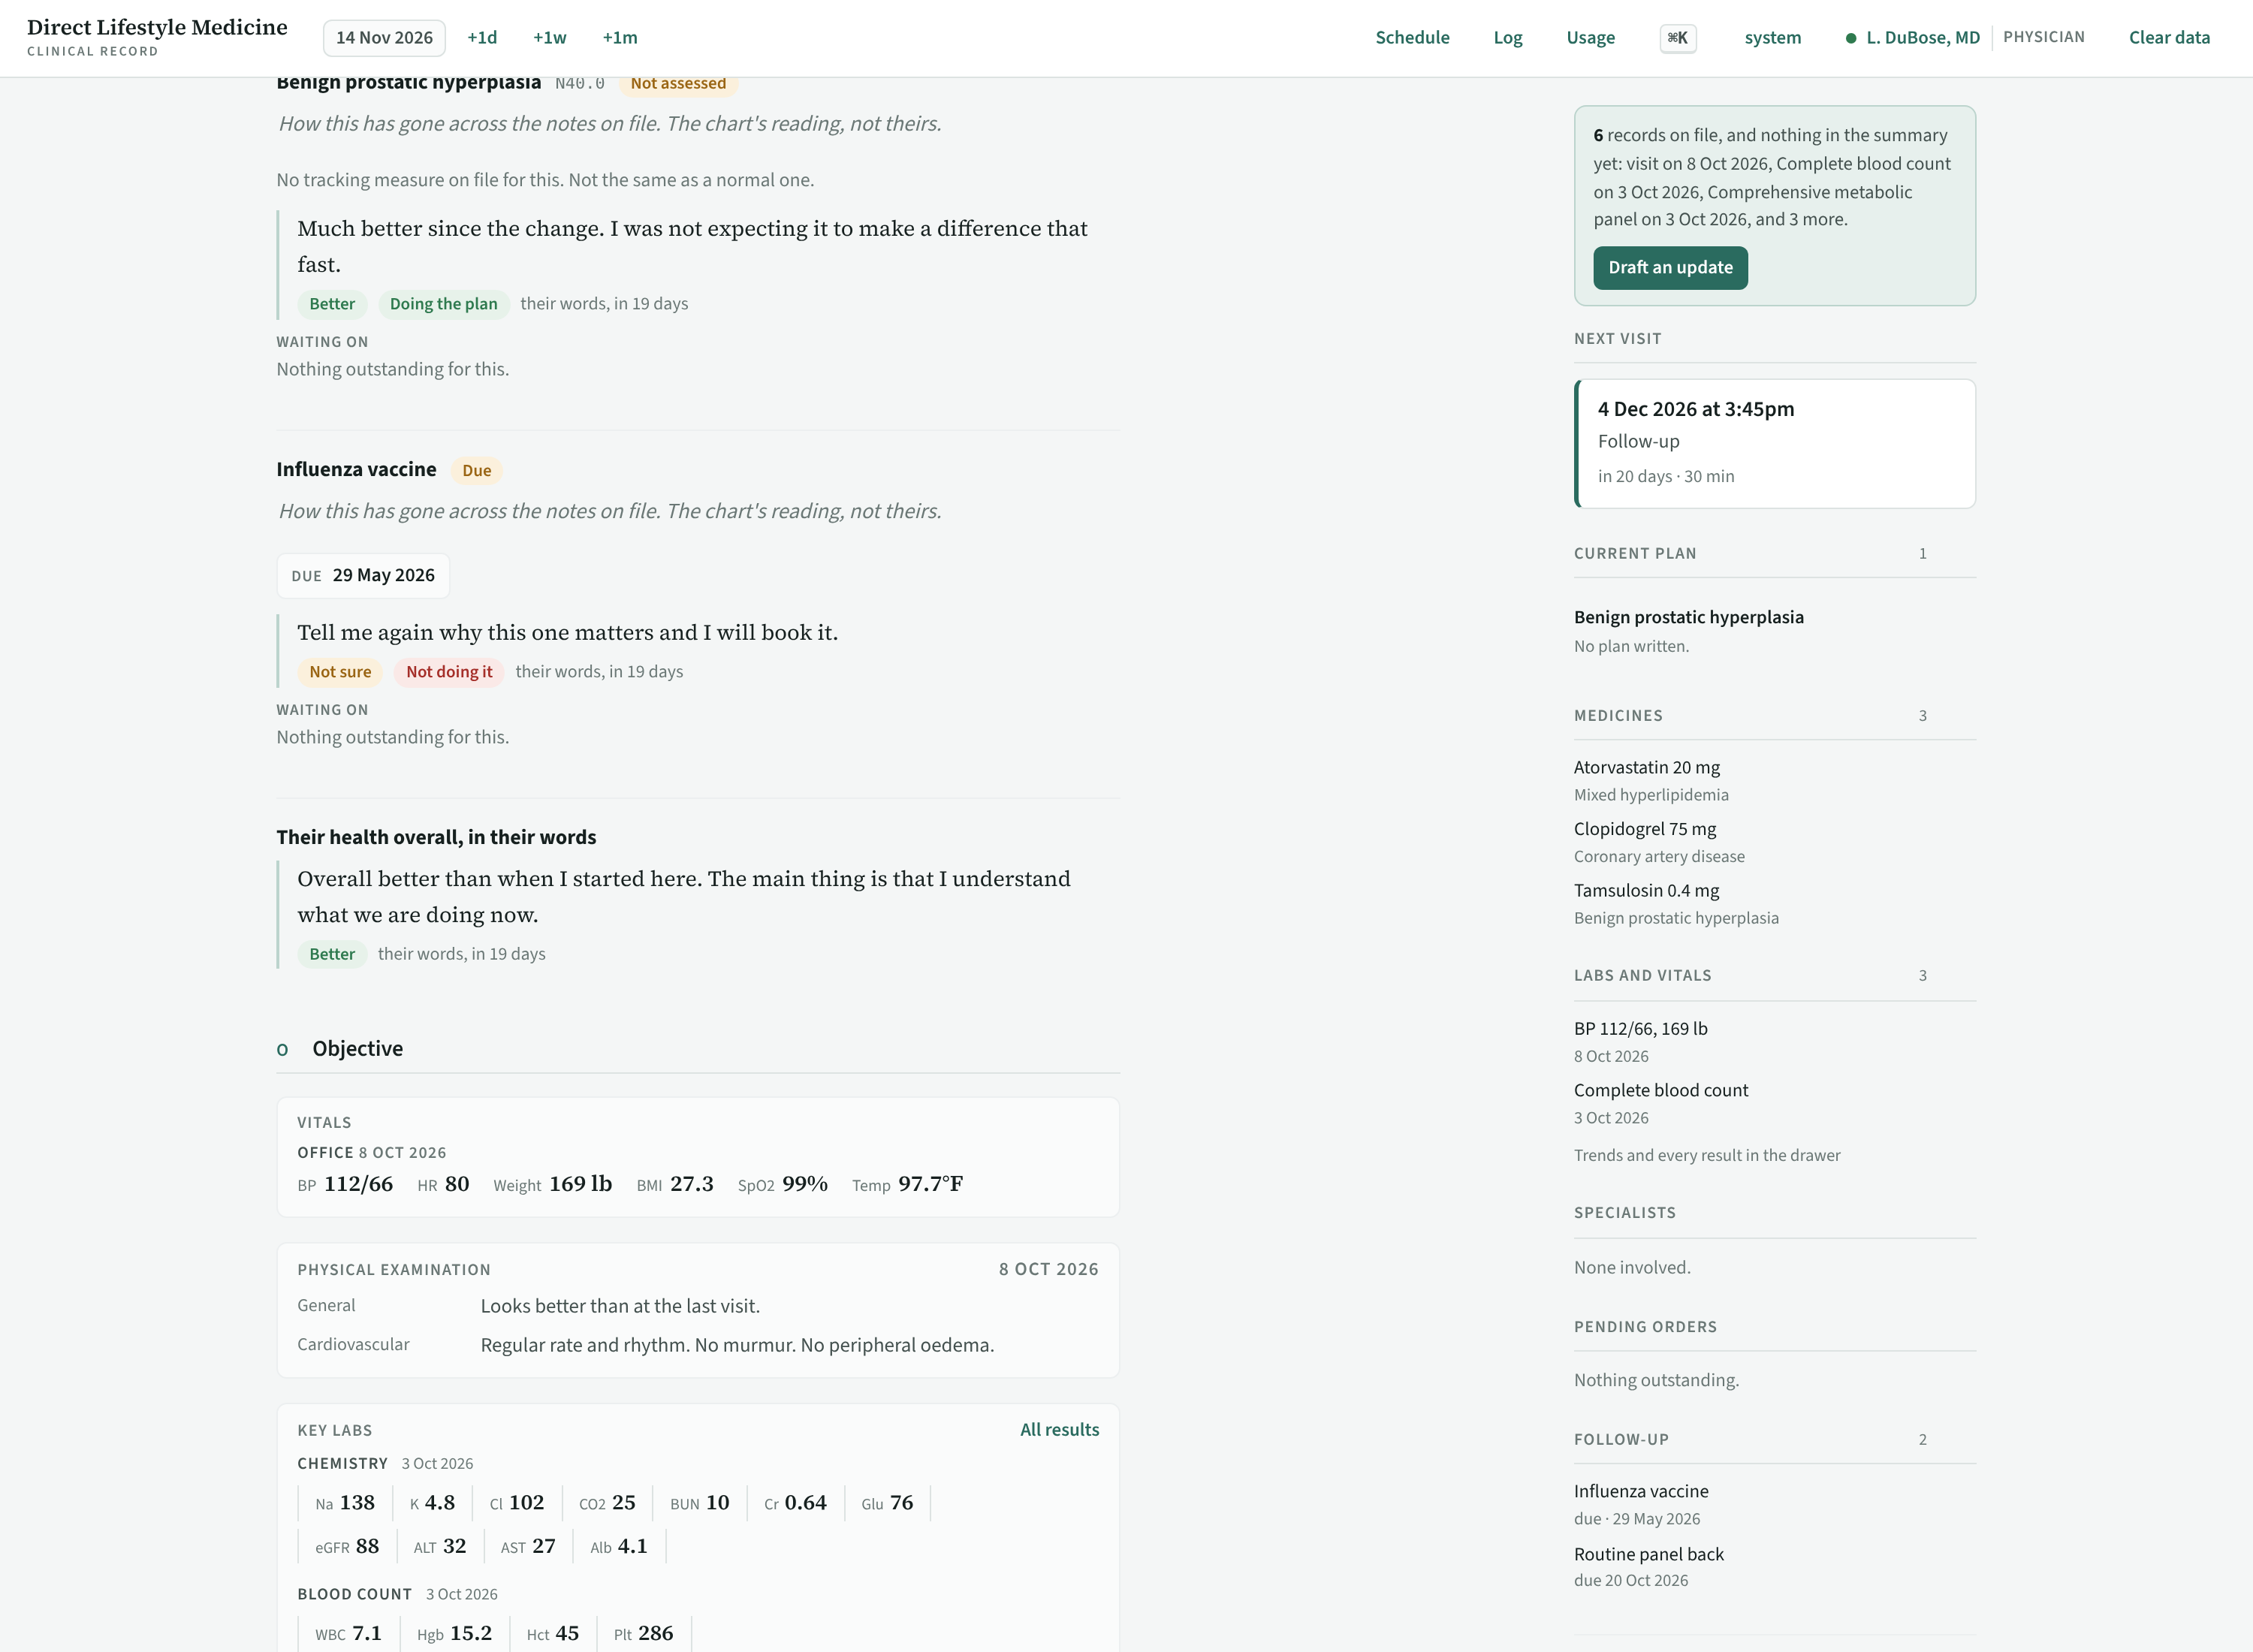 Direct Lifestyle Medicine
CLINICAL RECORD
14 Nov 2026 +1d +1w +1m
Schedule Log Usage ⌘K system L. DuBose, MD PHYSICIAN Clear data
Benign prostatic hyperplasia N40.0 Not assessed
How this has gone across the notes on file. The chart's reading, not theirs.
No tracking measure on file for this. Not the same as a normal one.
Much better since the change. I was not expecting it to make a difference that
fast.
Better Doing the plan their words, in 19 days
WAITING ON
Nothing outstanding for this.
Influenza vaccine Due
How this has gone across the notes on file. The chart's reading, not theirs.
DUE 29 May 2026
Tell me again why this one matters and I will book it.
Not sure Not doing it their words, in 19 days
WAITING ON
Nothing outstanding for this.
Their health overall, in their words
Overall better than when I started here. The main thing is that I understand
what we are doing now.
Better their words, in 19 days
O Objective
VITALS
OFFICE 8 OCT 2026
BP 112/66 HR 80 Weight 169 lb BMI 27.3 SpO2 99% Temp 97.7°F
PHYSICAL EXAMINATION 8 OCT 2026
General Looks better than at the last visit.
Cardiovascular Regular rate and rhythm. No murmur. No peripheral oedema.
KEY LABS All results
CHEMISTRY 3 Oct 2026
Na 138 K 4.8 Cl 102 CO2 25 BUN 10 Cr 0.64 Glu 76
eGFR 88 ALT 32 AST 27 Alb 4.1
BLOOD COUNT 3 Oct 2026
WBC 7.1 Hgb 15.2 Hct 45 Plt 286
6 records on file, and nothing in the summary
yet: visit on 8 Oct 2026, Complete blood count
on 3 Oct 2026, Comprehensive metabolic
panel on 3 Oct 2026, and 3 more.
Draft an update
NEXT VISIT
4 Dec 2026 at 3:45pm
Follow-up
in 20 days · 30 min
CURRENT PLAN 1
Benign prostatic hyperplasia
No plan written.
MEDICINES 3
Atorvastatin 20 mg
Mixed hyperlipidemia
Clopidogrel 75 mg
Coronary artery disease
Tamsulosin 0.4 mg
Benign prostatic hyperplasia
LABS AND VITALS 3
BP 112/66, 169 lb
8 Oct 2026
Complete blood count
3 Oct 2026
Trends and every result in the drawer
SPECIALISTS
None involved.
PENDING ORDERS
Nothing outstanding.
FOLLOW-UP 2
Influenza vaccine
due · 29 May 2026
Routine panel back
due 20 Oct 2026